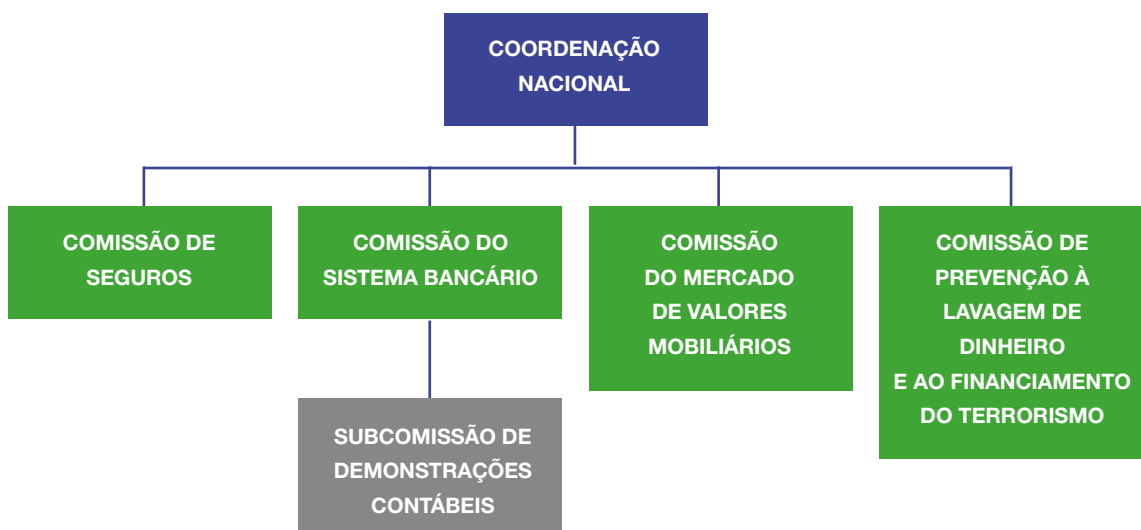 COORDENAÇÃO
NACIONAL
COMISSÃO DE
SEGUROS
COMISSÃO DO
SISTEMA BANCÁRIO
COMISSÃO
DO MERCADO
DE VALORES
MOBILIÁRIOS
COMISSÃO DE
PREVENÇÃO À
LAVAGEM DE
DINHEIRO
E AO FINANCIAMENTO
DO TERRORISMO
SUBCOMISSÃO DE
DEMONSTRAÇÕES
CONTÁBEIS